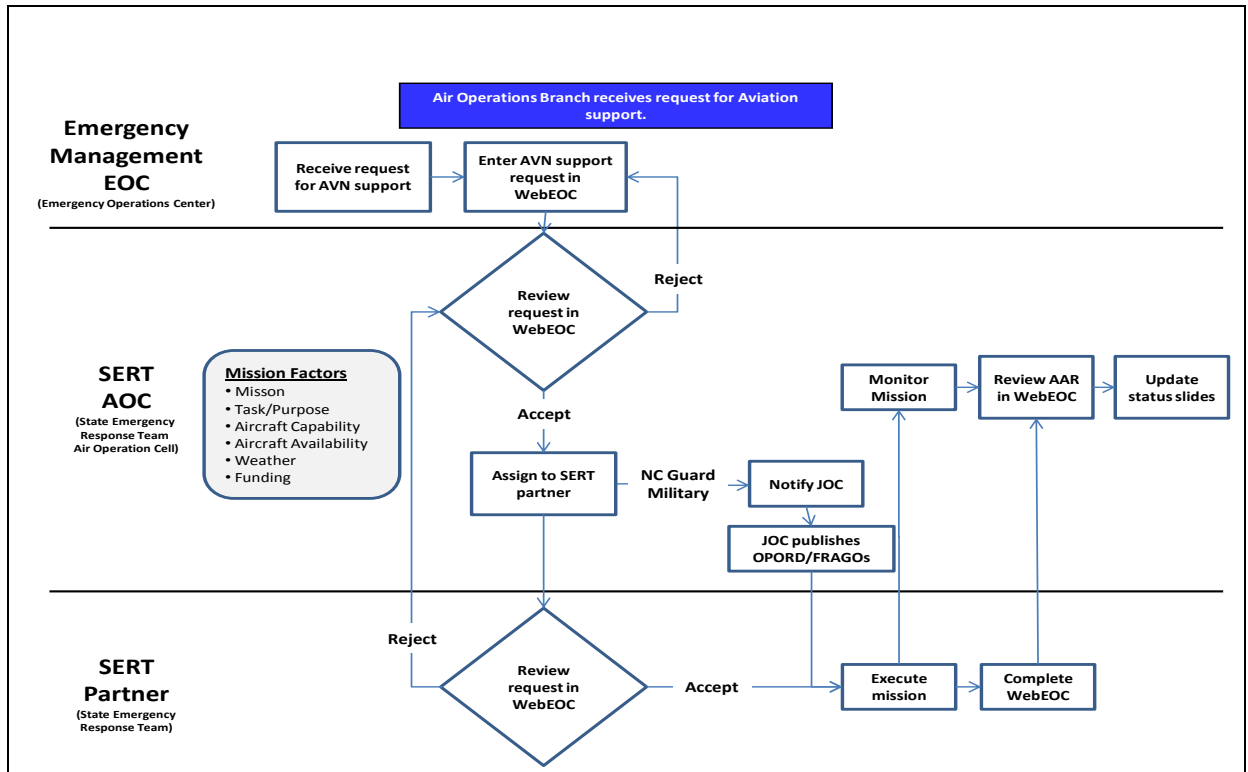 Air Operations Branch receives request for Aviation
support.
Emergency
Management
EOC
(Emergency Operations Center)
Receive request
for AVN support
Enter AVN support
request in
WebEOC
Reject
Review
request in
WebEOC
SERT
AOC
(State Emergency
Response Team
Air Operation Cell)
Mission Factors
• Misson
• Task/Purpose
• Aircraft Capability
• Aircraft Availability
• Weather
• Funding
Accept
Monitor
Mission
Review AAR
in WebEOC
Update
status slides
Assign to SERT
partner
NC Guard
Military
Notify JOC
JOC publishes
OPORD/FRAGOs
SERT
Partner
(State Emergency
Response Team)
Reject
Review
request in
WebEOC
Accept
Execute
mission
Complete
WebEOC